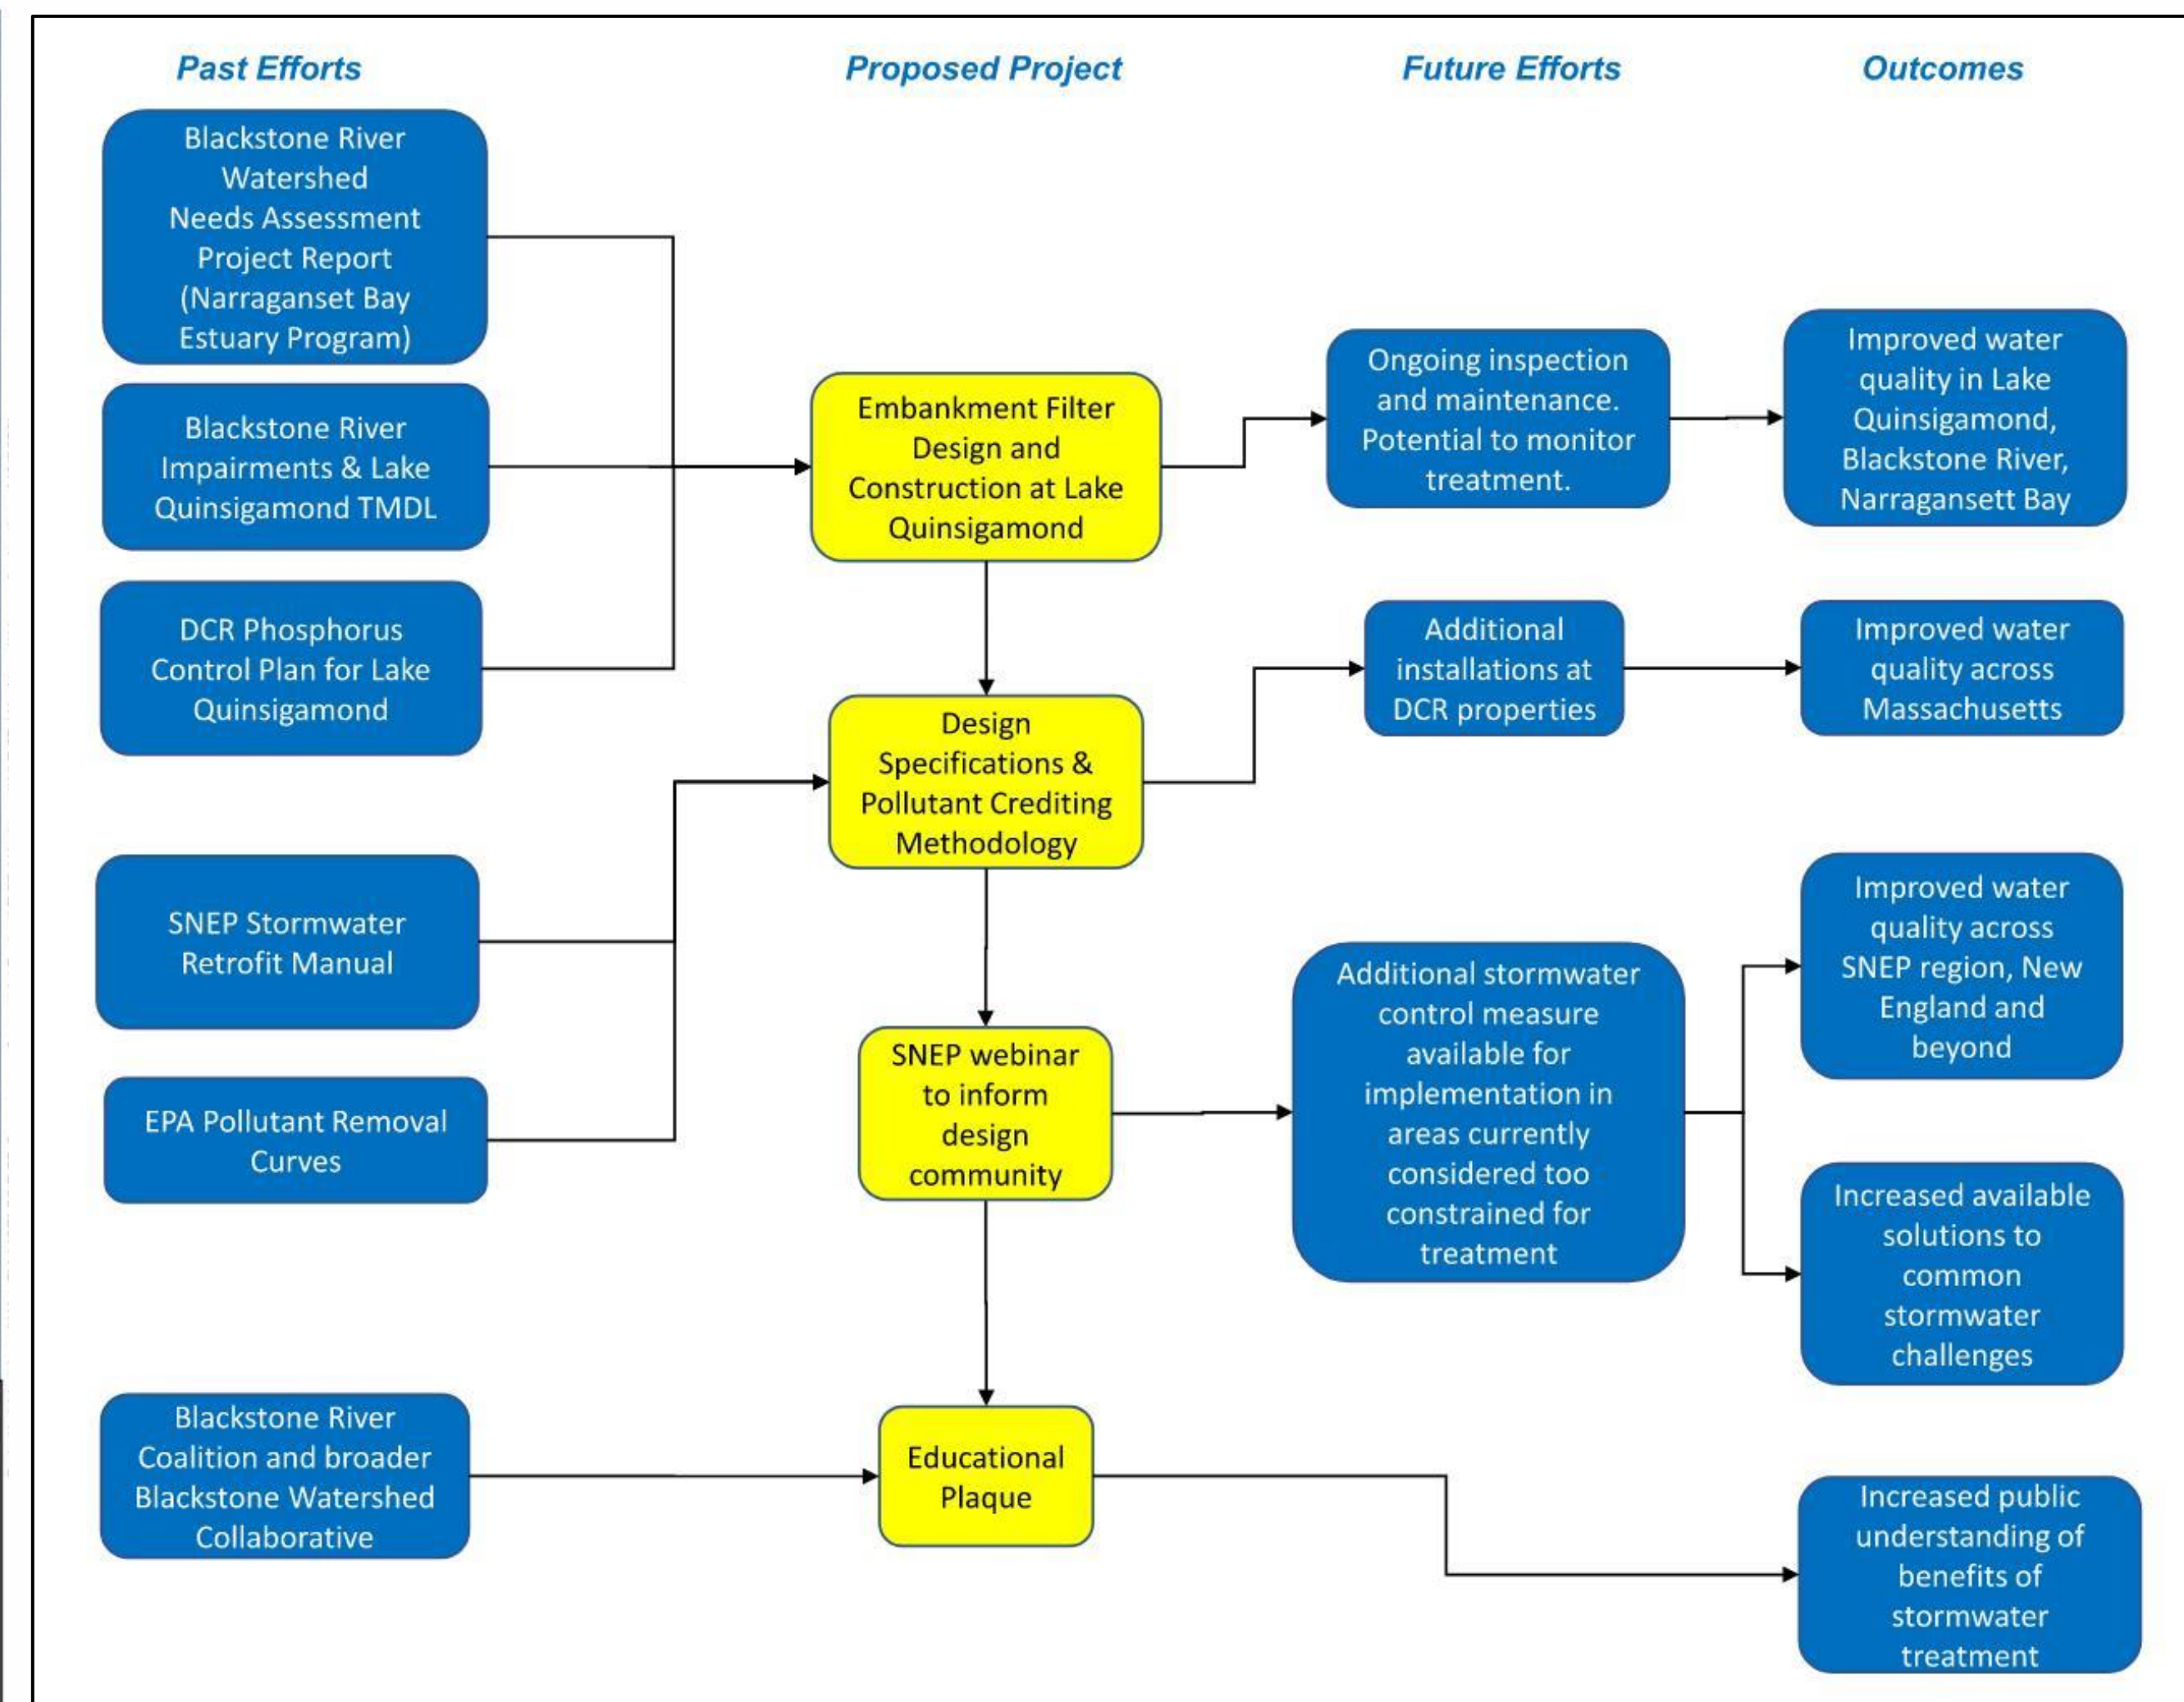 Past Efforts
Proposed Project
Future Efforts
Outcomes
Blackstone River
Watershed
Needs Assessment
Project Report
(Narraganset Bay
Estuary Program)
Blackstone River
Impairments & Lake
Quinsigamond TMDL
DCR Phosphorus
Control Plan for Lake
Quinsigamond
SNEP Stormwater
Retrofit Manual
EPA Pollutant Removal
Curves
Blackstone River
Coalition and broader
Blackstone Watershed
Collaborative
Embankment Filter
Design and
Construction at Lake
Quinsigamond
Design
Specifications &
Pollutant Crediting
Methodology
SNEP webinar
to inform
design
community
Educational
Plaque
Ongoing inspection
and maintenance.
Potential to monitor
treatment.
Additional
installations at
DCR properties
Additional stormwater
control measure
available for
implementation in
areas currently
considered too
constrained for
treatment
Improved water
quality in Lake
Quinsigamond,
Blackstone River,
Narragansett Bay
Improved water
quality across
Massachusetts
Improved water
quality across
SNEP region, New
England and
beyond
Increased available
solutions to
common
stormwater
challenges
Increased public
understanding of
benefits of
stormwater
treatment